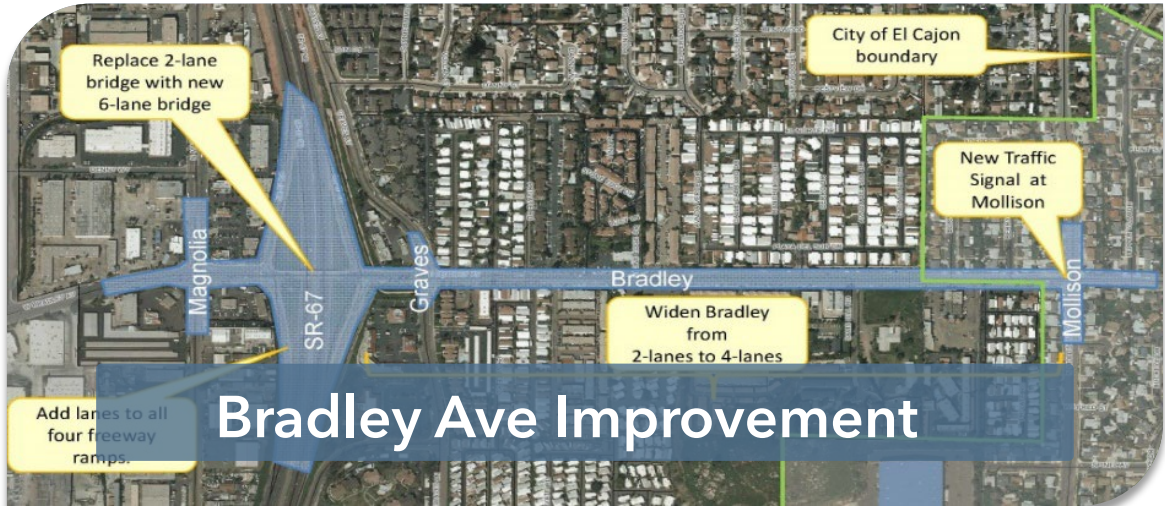 Replace 2-lane
bridge with new
6-lane bridge
City of El Cajon
boundary
New Traffic
Signal at
Mollison
Magnolia
SR-67
Graves
Bradley
Mollison
Widen Bradley
from
2-lanes to 4-lanes
Add lanes to all
four freeway
ramps.
Bradley Ave Improvement